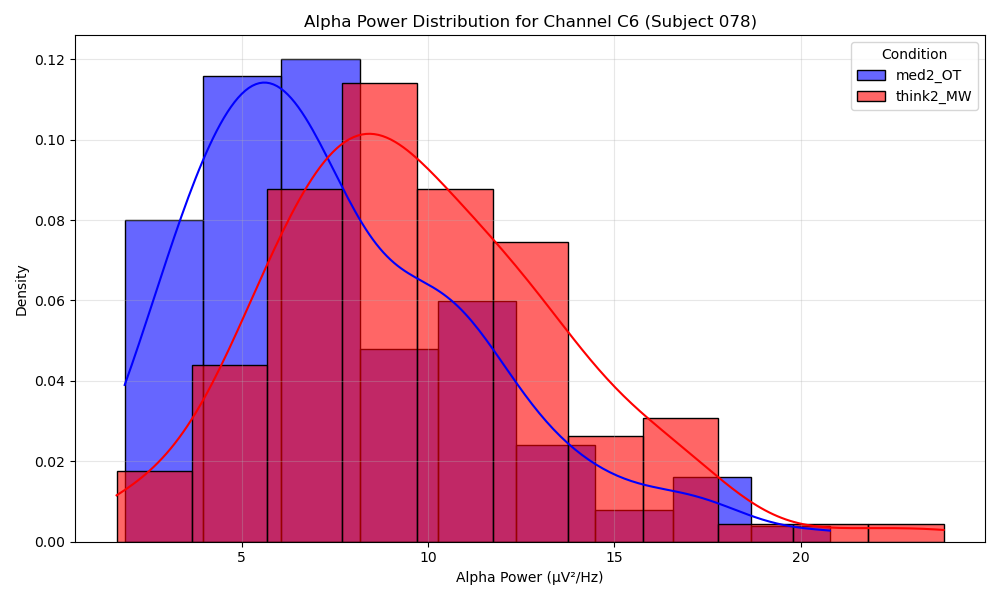 Alpha Power Distribution for Channel C6 (Subject 078)
Condition
med2_OT
think2_MW
Density
0.12
0.10
0.08
0.06
0.04
0.02
0.00
5
10
15
20
Alpha Power (µV²/Hz)